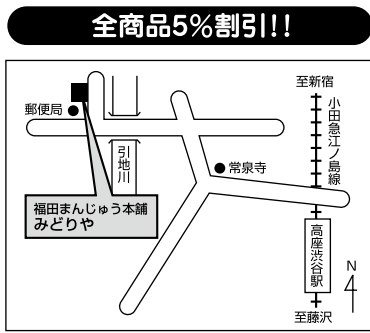 全商品5%割引!!
至新宿
小田急江ノ島線
郵便局
引地川
常泉寺
福田まんじゅう本舗
みどりや
高座渋谷駅
N
至藤沢